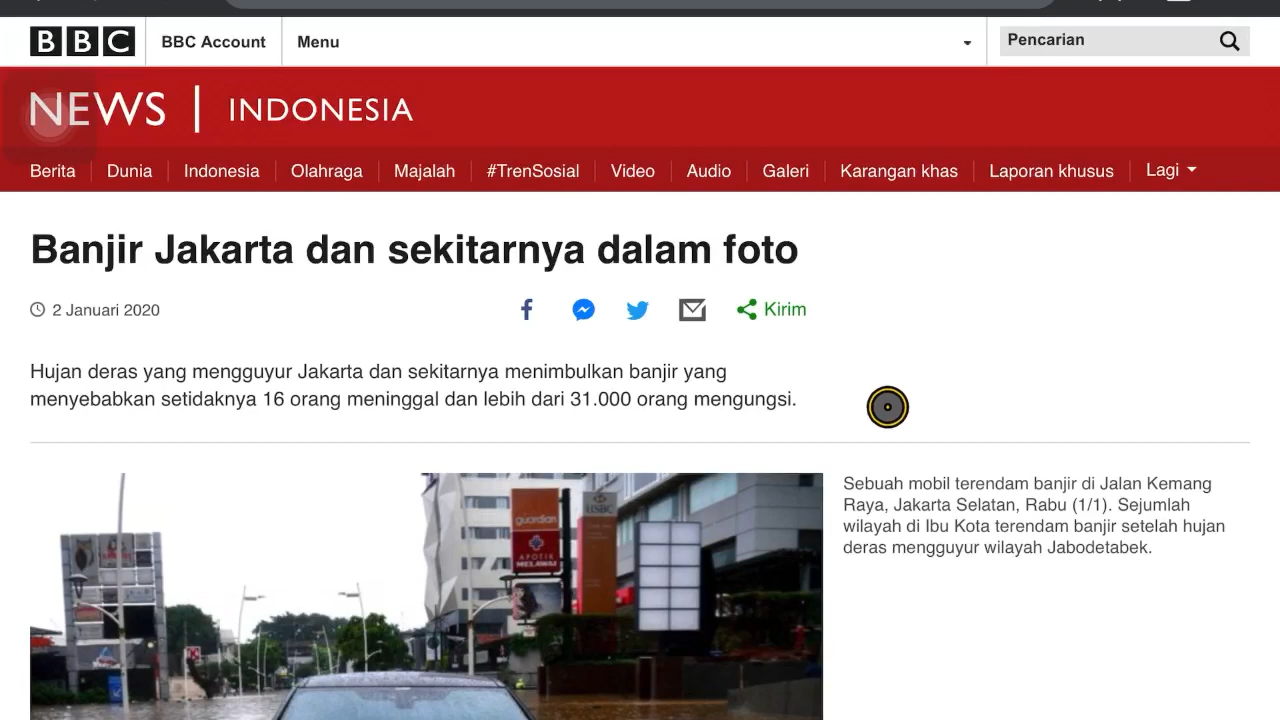 BBC
BBC Account
Menu
Pencarian
NEWS | INDONESIA
Berita
Dunia
Indonesia
Olahraga
Majalah
#TrenSosial
Video
Audio
Galeri
Karangan khas
Laporan khusus
Lagi
Banjir Jakarta dan sekitarnya dalam foto
2 Januari 2020
Kirim
Hujan deras yang mengguyur Jakarta dan sekitarnya menimbulkan banjir yang
menyebabkan setidaknya 16 orang meninggal dan lebih dari 31.000 orang mengungsi.
Sebuah mobil terendam banjir di Jalan Kemang
Raya, Jakarta Selatan, Rabu (1/1). Sejumlah
wilayah di Ibu Kota terendam banjir setelah hujan
deras mengguyur wilayah Jabodetabek.
guardian
HSBC
APOTIK
MELAWAI